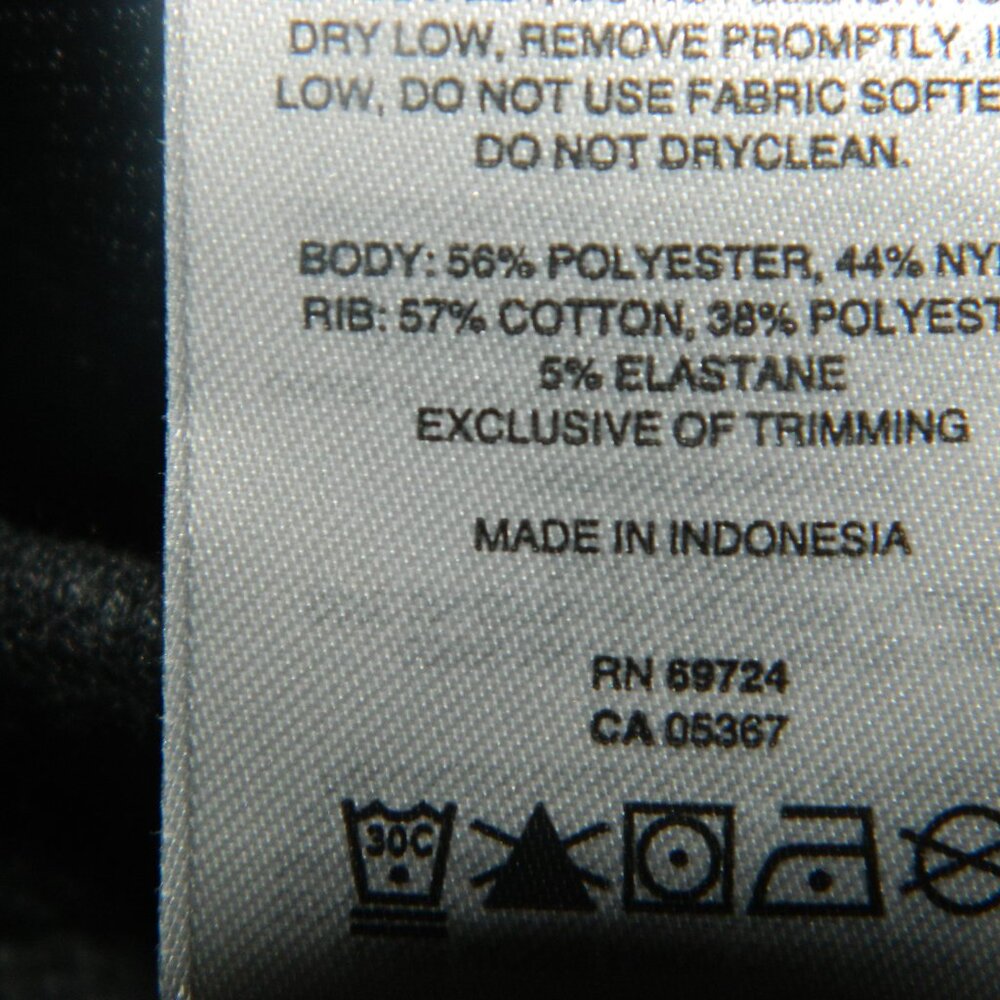 DRY LOW, REMOVE PROMPTLY,
LOW, DO NOT USE FABRIC SOFTE
DO NOT DRYCLEAN.
BODY: 56% POLYESTER, 44% NY
RIB: 57% COTTON, 38% POLYEST
5% ELASTANE
EXCLUSIVE OF TRIMMING
MADE IN INDONESIA
RN 69724
CA 05367
30C